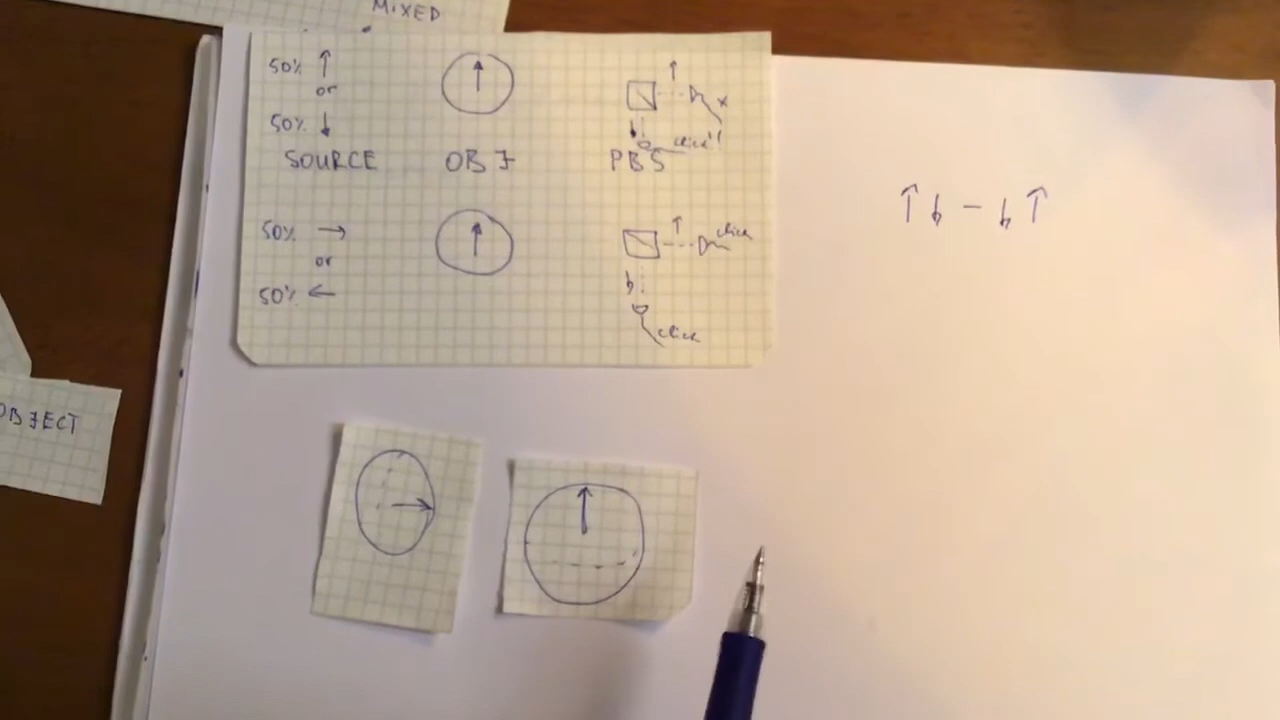 MIXED
50% ↑
or
50% ↓
SOURCE OBJ PBS
click!
x
50% →
or
50% ←
click
click
↑ ↓ - ↓ ↑
OBJECT